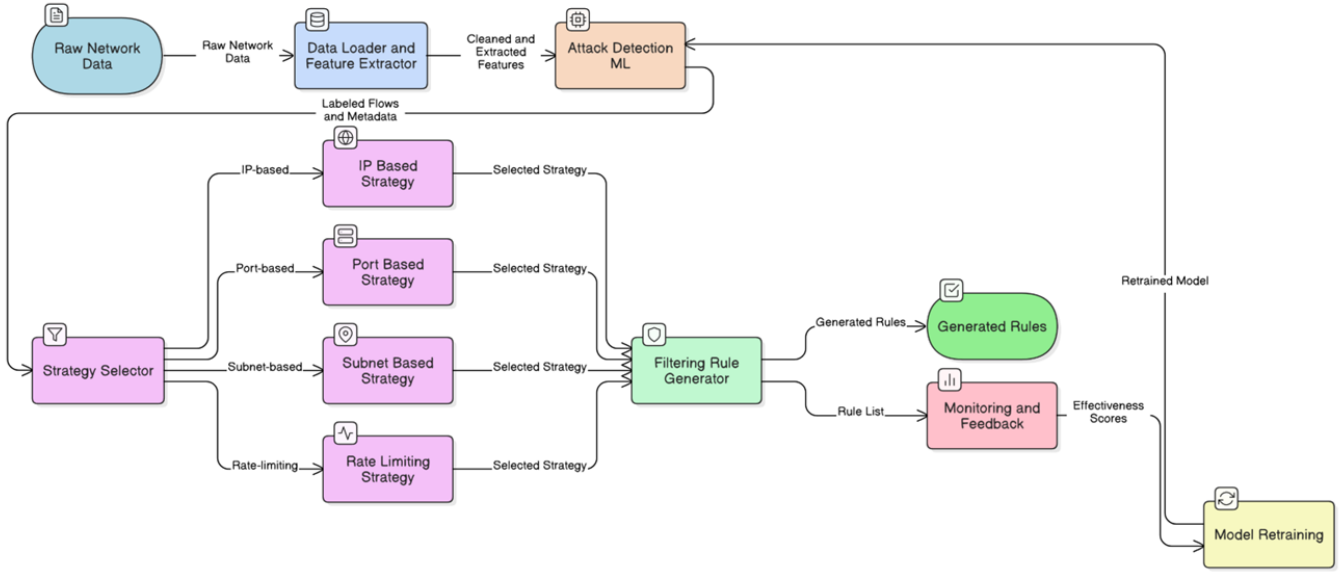 Raw Network
Data
Raw Network
Data
Data Loader and
Feature Extractor
Cleaned and
Extracted
Features
Attack Detection
ML
Labeled Flows
and Metadata
IP-based
IP Based
Strategy
Selected Strategy
Port-based
Port Based
Strategy
Selected Strategy
Retrained Model
Strategy Selector
Subnet-based
Subnet Based
Strategy
Selected Strategy
Filtering Rule
Generator
Generated Rules
Generated Rules
Rule List
Monitoring and
Feedback
Effectiveness
Scores
Rate-limiting
Rate Limiting
Strategy
Selected Strategy
Model Retraining